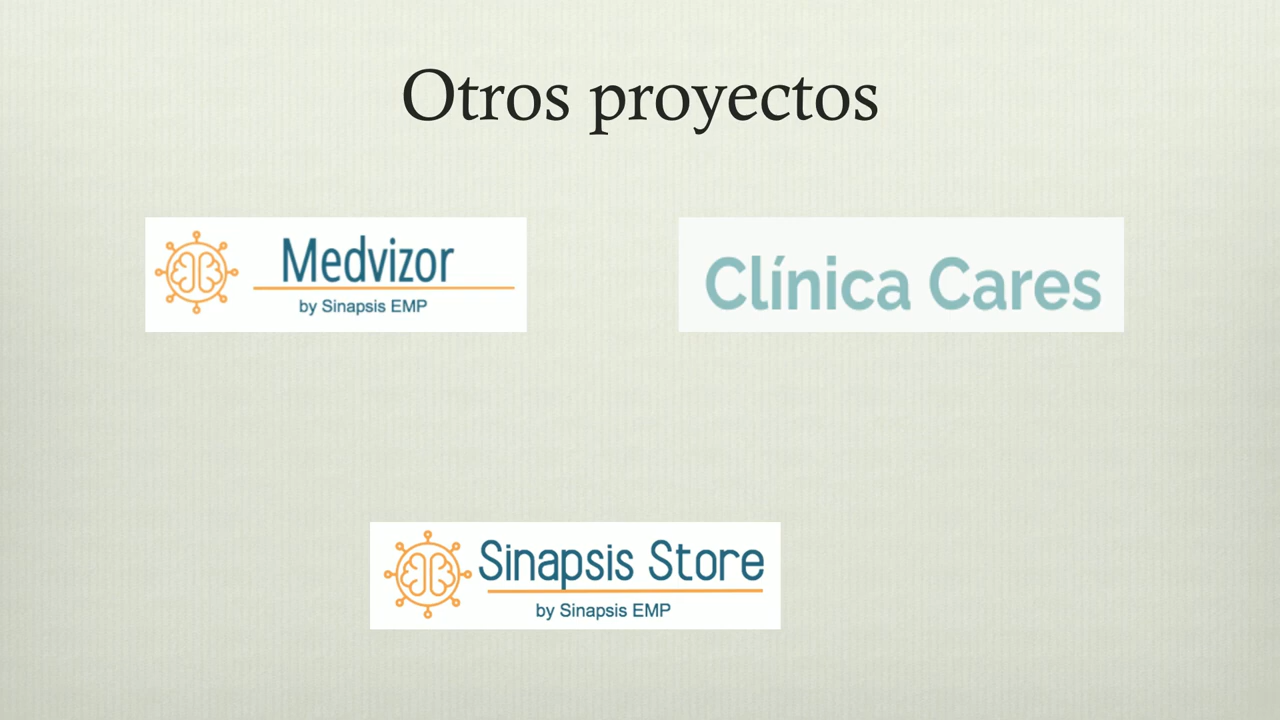 Otros proyectos
Medvizor
by Sinapsis EMP
Clínica Cares
Sinapsis Store
by Sinapsis EMP